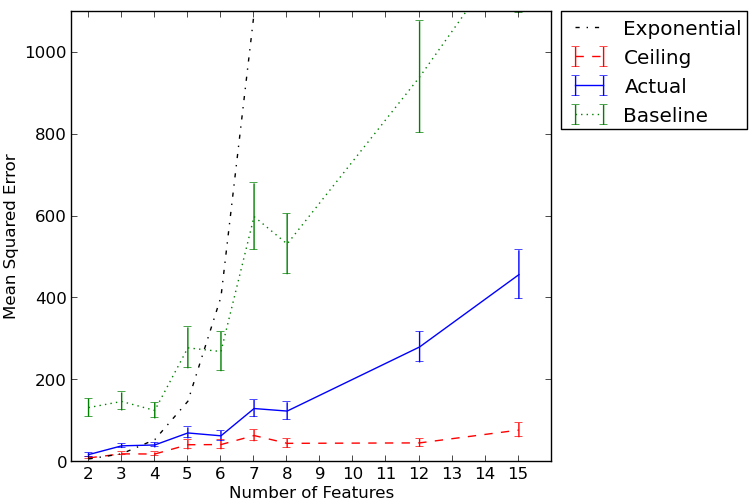 Exponential
Ceiling
Actual
Baseline
Mean Squared Error
1000
800
600
400
200
0
2 3 4 5 6 7 8 9 10 11 12 13 14 15
Number of Features